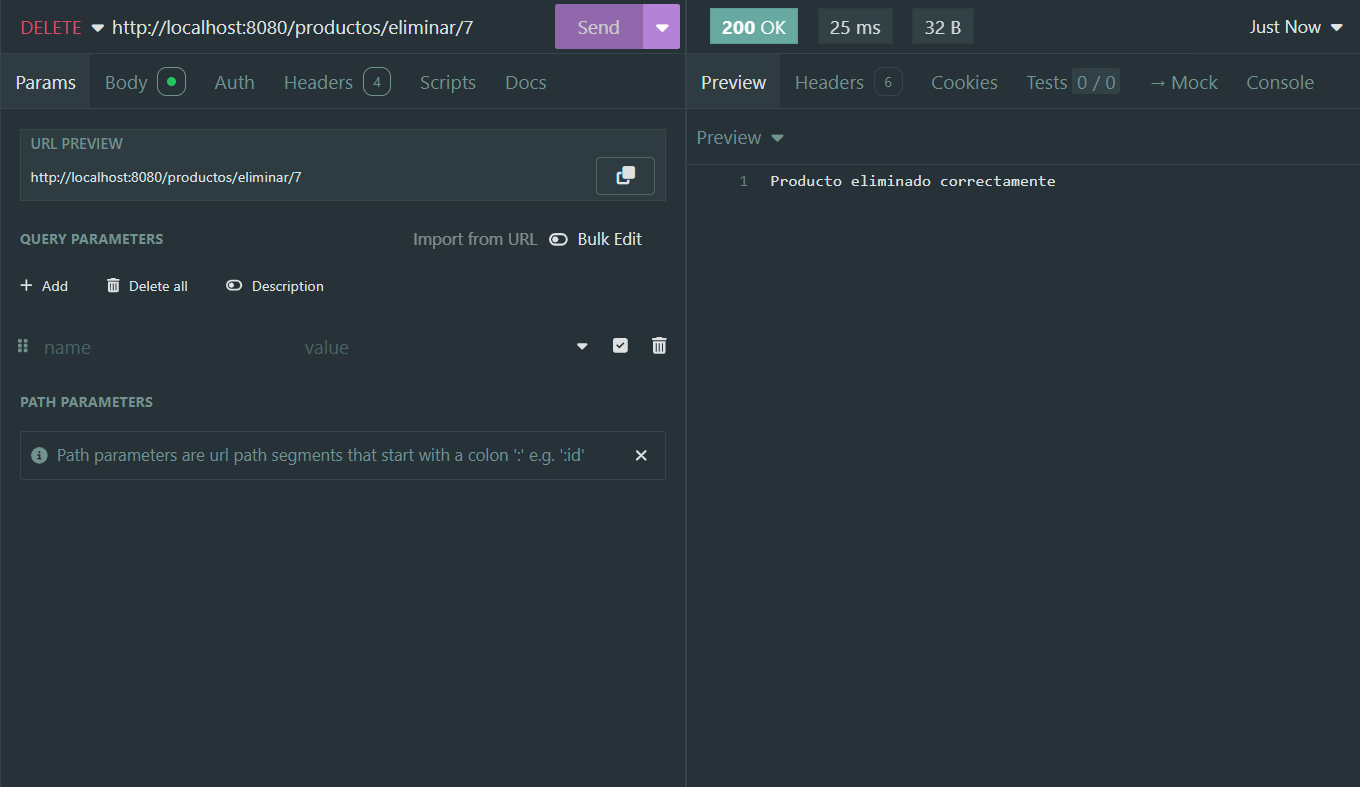 DELETE http://localhost:8080/productos/eliminar/7 Send
200 OK 25 ms 32 B Just Now
Params Body Auth Headers 4 Scripts Docs
Preview Headers 6 Cookies Tests 0 / 0 → Mock Console
URL PREVIEW
http://localhost:8080/productos/eliminar/7
QUERY PARAMETERS Import from URL Bulk Edit
+ Add Delete all Description
name value
PATH PARAMETERS
Path parameters are url path segments that start with a colon ':' e.g. ':id'
Preview
1 Producto eliminado correctamente